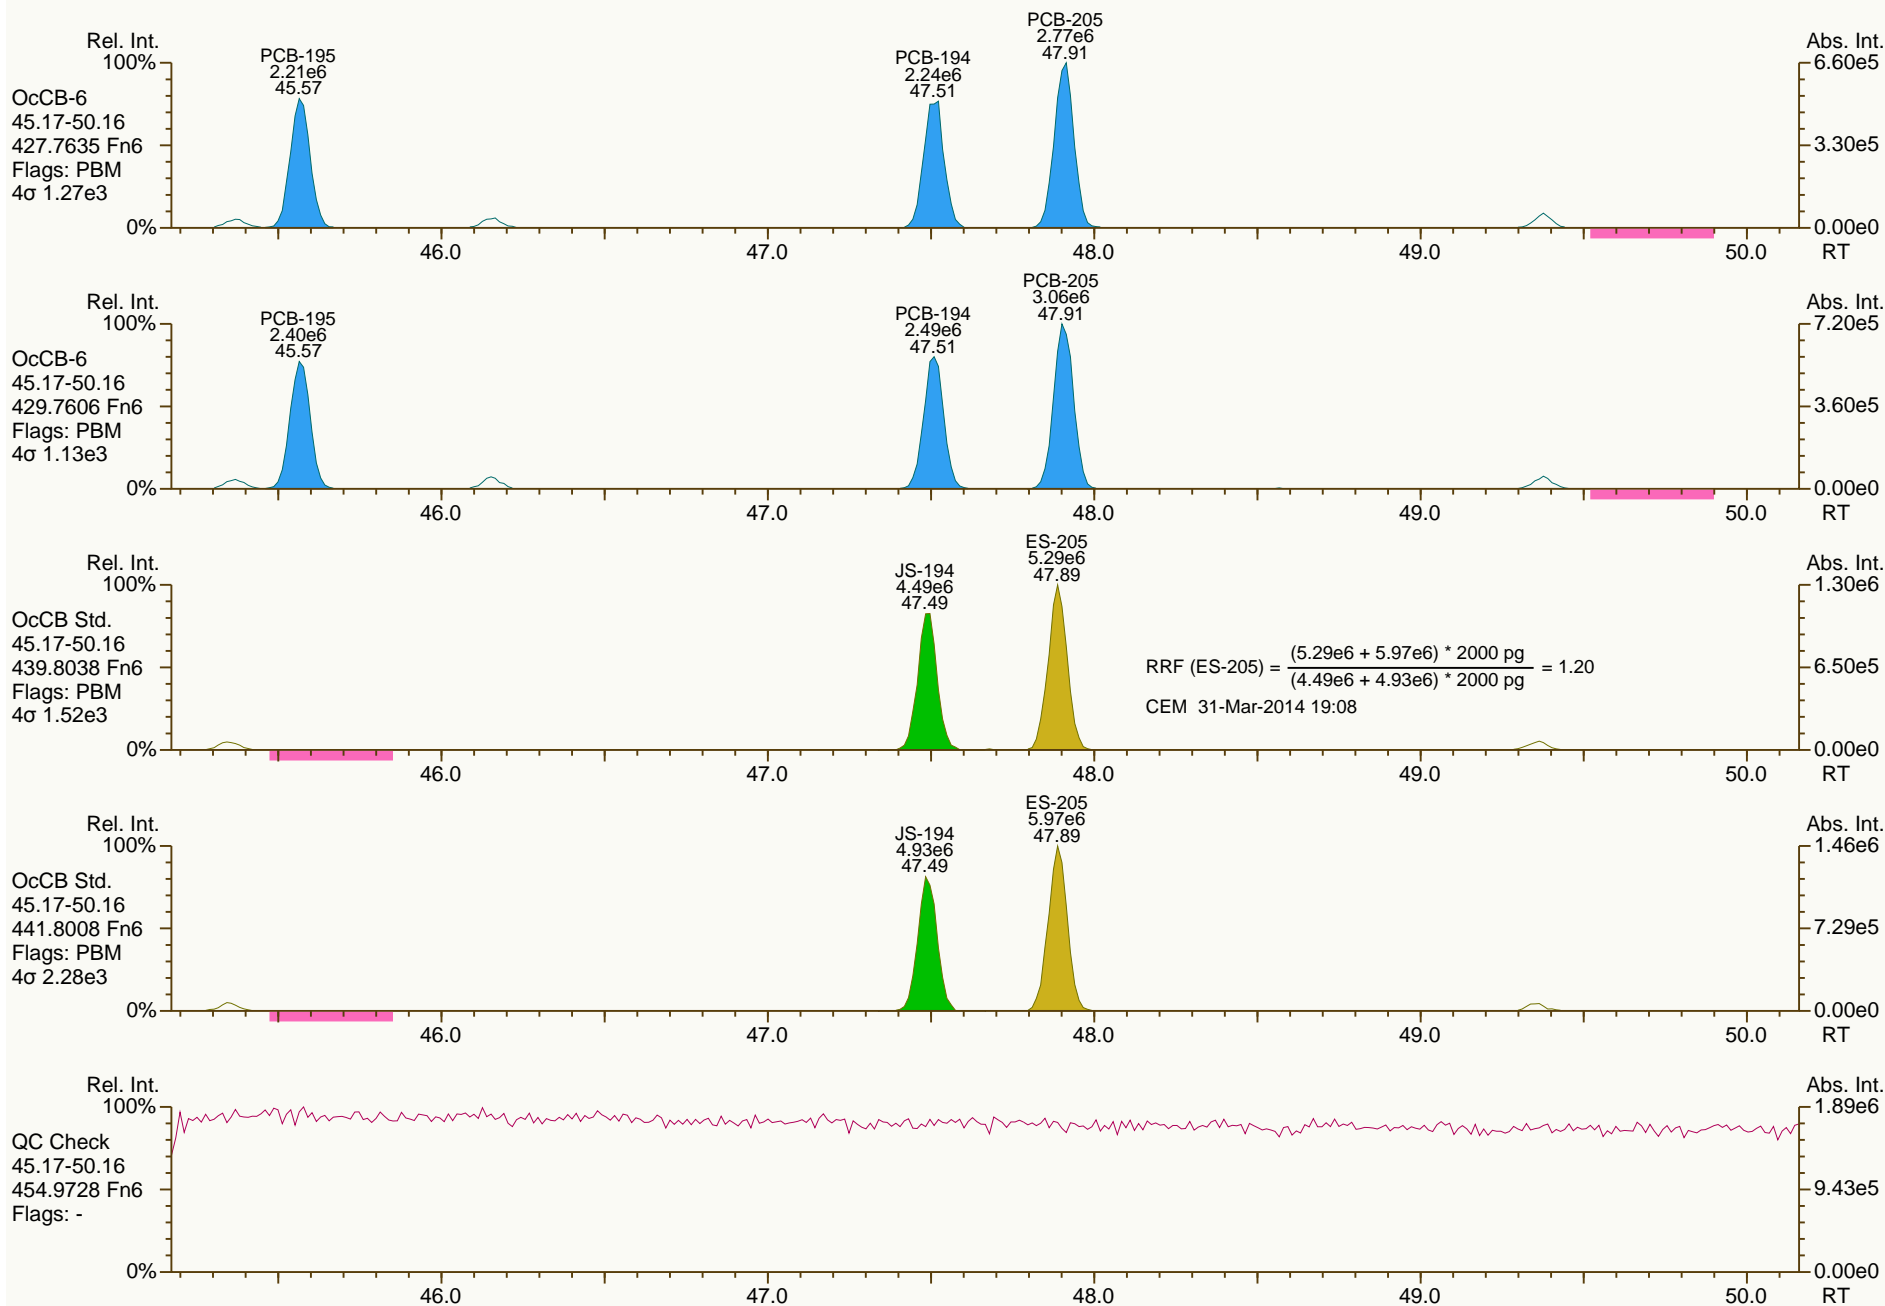 PCB-205
2.77e6
47.91
Rel. Int.
PCB-195
PCB-194
Abs. Int.
100%
2.21e6
2.24e6
6.60e5
45.57
47.51
OcCB-6
45.17-50.16
427.7635 Fn6
3.30e5
Flags: PBM
4σ 1.27e3
0%
0.00e0
46.0 47.0 48.0 49.0 50.0 RT
PCB-205
3.06e6
47.91
Rel. Int.
PCB-195
PCB-194
Abs. Int.
100%
2.40e6
2.49e6
7.20e5
45.57
47.51
OcCB-6
45.17-50.16
429.7606 Fn6
3.60e5
Flags: PBM
4σ 1.13e3
0%
0.00e0
46.0 47.0 48.0 49.0 50.0 RT
ES-205
5.29e6
47.89
Rel. Int.
JS-194
Abs. Int.
100%
4.49e6
1.30e6
47.49
OcCB Std.
45.17-50.16
439.8038 Fn6
6.50e5
Flags: PBM
4σ 1.52e3
(5.29e6 + 5.97e6) * 2000 pg
RRF (ES-205) = = 1.20
(4.49e6 + 4.93e6) * 2000 pg
CEM 31-Mar-2014 19:08
0%
0.00e0
46.0 47.0 48.0 49.0 50.0 RT
ES-205
5.97e6
47.89
Rel. Int.
JS-194
Abs. Int.
100%
4.93e6
1.46e6
47.49
OcCB Std.
45.17-50.16
441.8008 Fn6
7.29e5
Flags: PBM
4σ 2.28e3
0%
0.00e0
46.0 47.0 48.0 49.0 50.0 RT
Rel. Int.
Abs. Int.
100%
1.89e6
QC Check
45.17-50.16
454.9728 Fn6
9.43e5
Flags: -
0%
0.00e0
46.0 47.0 48.0 49.0 50.0 RT